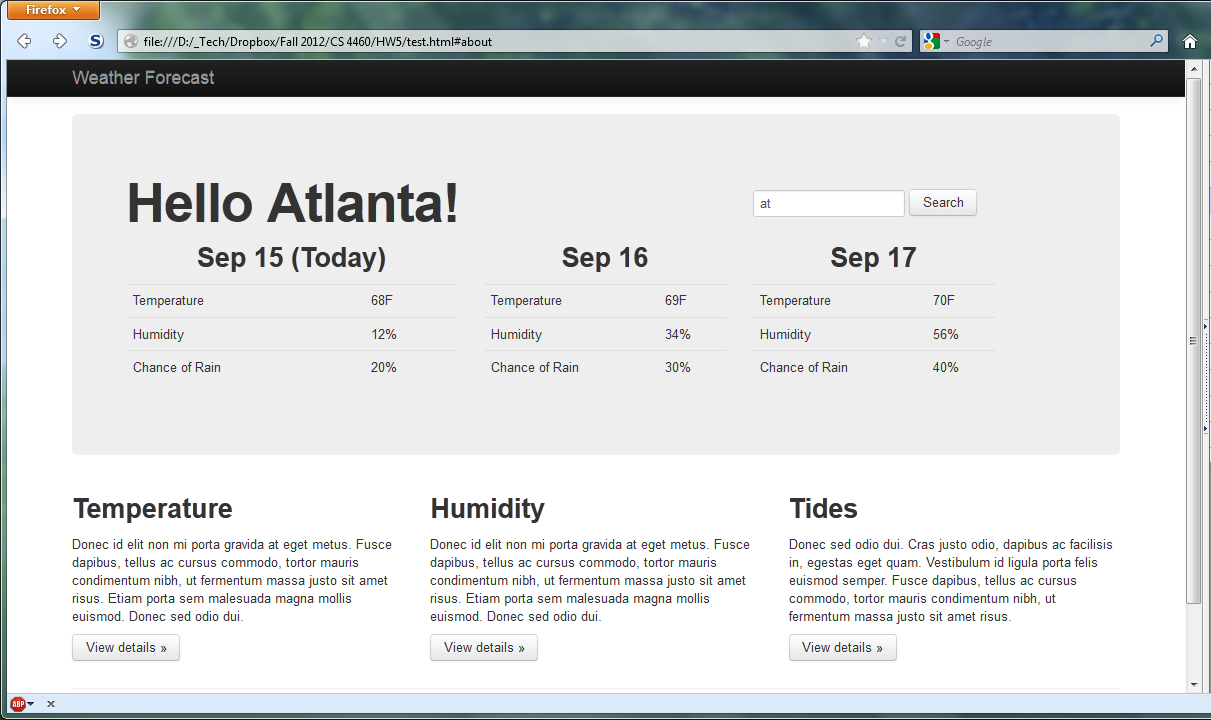 Firefox
S
file:///D:/_Tech/Dropbox/Fall 2012/CS 4460/HW5/test.html#about
Google
Weather Forecast
Hello Atlanta!
at
Search
Sep 15 (Today)
Temperature 68F
Humidity 12%
Chance of Rain 20%
Sep 16
Temperature 69F
Humidity 34%
Chance of Rain 30%
Sep 17
Temperature 70F
Humidity 56%
Chance of Rain 40%
Temperature
Donec id elit non mi porta gravida at eget metus. Fusce
dapibus, tellus ac cursus commodo, tortor mauris
condimentum nibh, ut fermentum massa justo sit amet
risus. Etiam porta sem malesuada magna mollis
euismod. Donec sed odio dui.
View details »
Humidity
Donec id elit non mi porta gravida at eget metus. Fusce
dapibus, tellus ac cursus commodo, tortor mauris
condimentum nibh, ut fermentum massa justo sit amet
risus. Etiam porta sem malesuada magna mollis
euismod. Donec sed odio dui.
View details »
Tides
Donec sed odio dui. Cras justo odio, dapibus ac facilisis
in, egestas eget quam. Vestibulum id ligula porta felis
euismod semper. Fusce dapibus, tellus ac cursus
commodo, tortor mauris condimentum nibh, ut
fermentum massa justo sit amet risus.
View details »
ABP